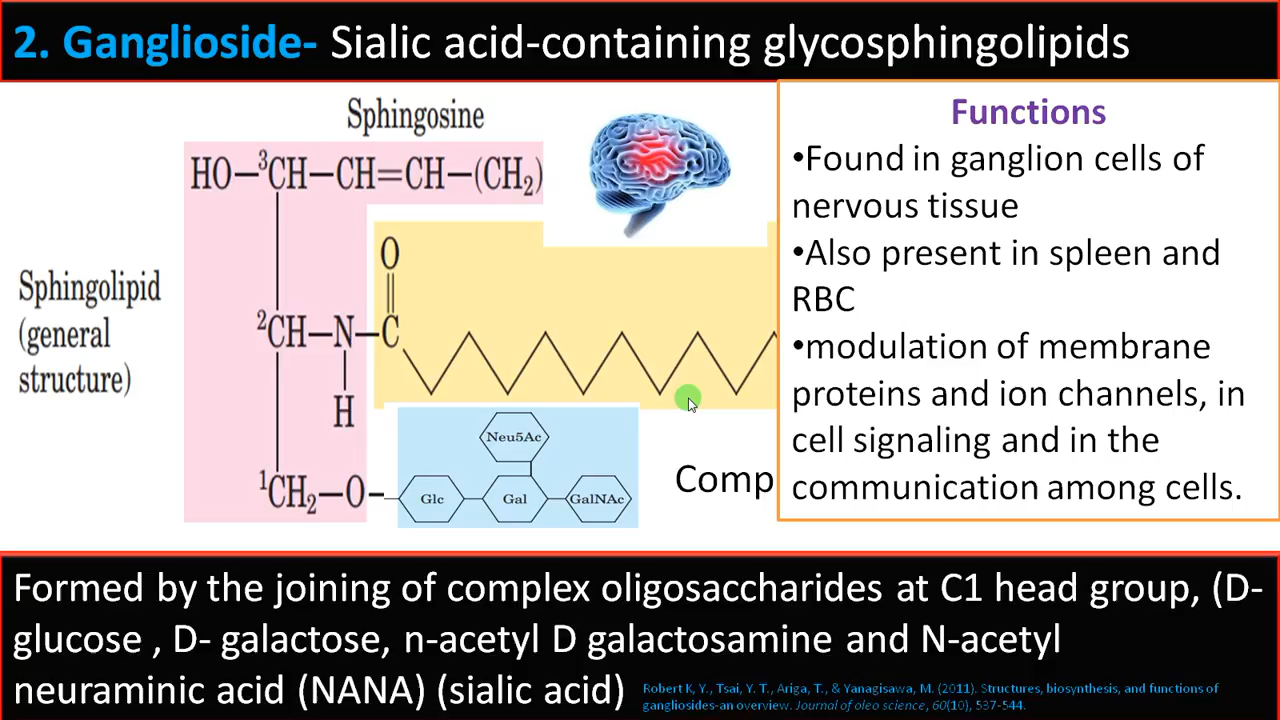 2. Ganglioside- Sialic acid-containing glycosphingolipids
Sphingosine
HO—³CH—CH=CH—(CH₂)
Sphingolipid
(general
structure)
O
²CH—N—C
H
¹CH₂—O—
Neu5Ac
Glc
Gal
GalNAc
Comp
Functions
•Found in ganglion cells of
nervous tissue
•Also present in spleen and
RBC
•modulation of membrane
proteins and ion channels, in
cell signaling and in the
communication among cells.
Formed by the joining of complex oligosaccharides at C1 head group, (D-
glucose , D- galactose, n-acetyl D galactosamine and N-acetyl
neuraminic acid (NANA) (sialic acid)
Robert K, Y., Tsai, Y. T., Ariga, T., & Yanagisawa, M. (2011). Structures, biosynthesis, and functions of
gangliosides-an overview. Journal of oleo science, 60(10), 537-544.